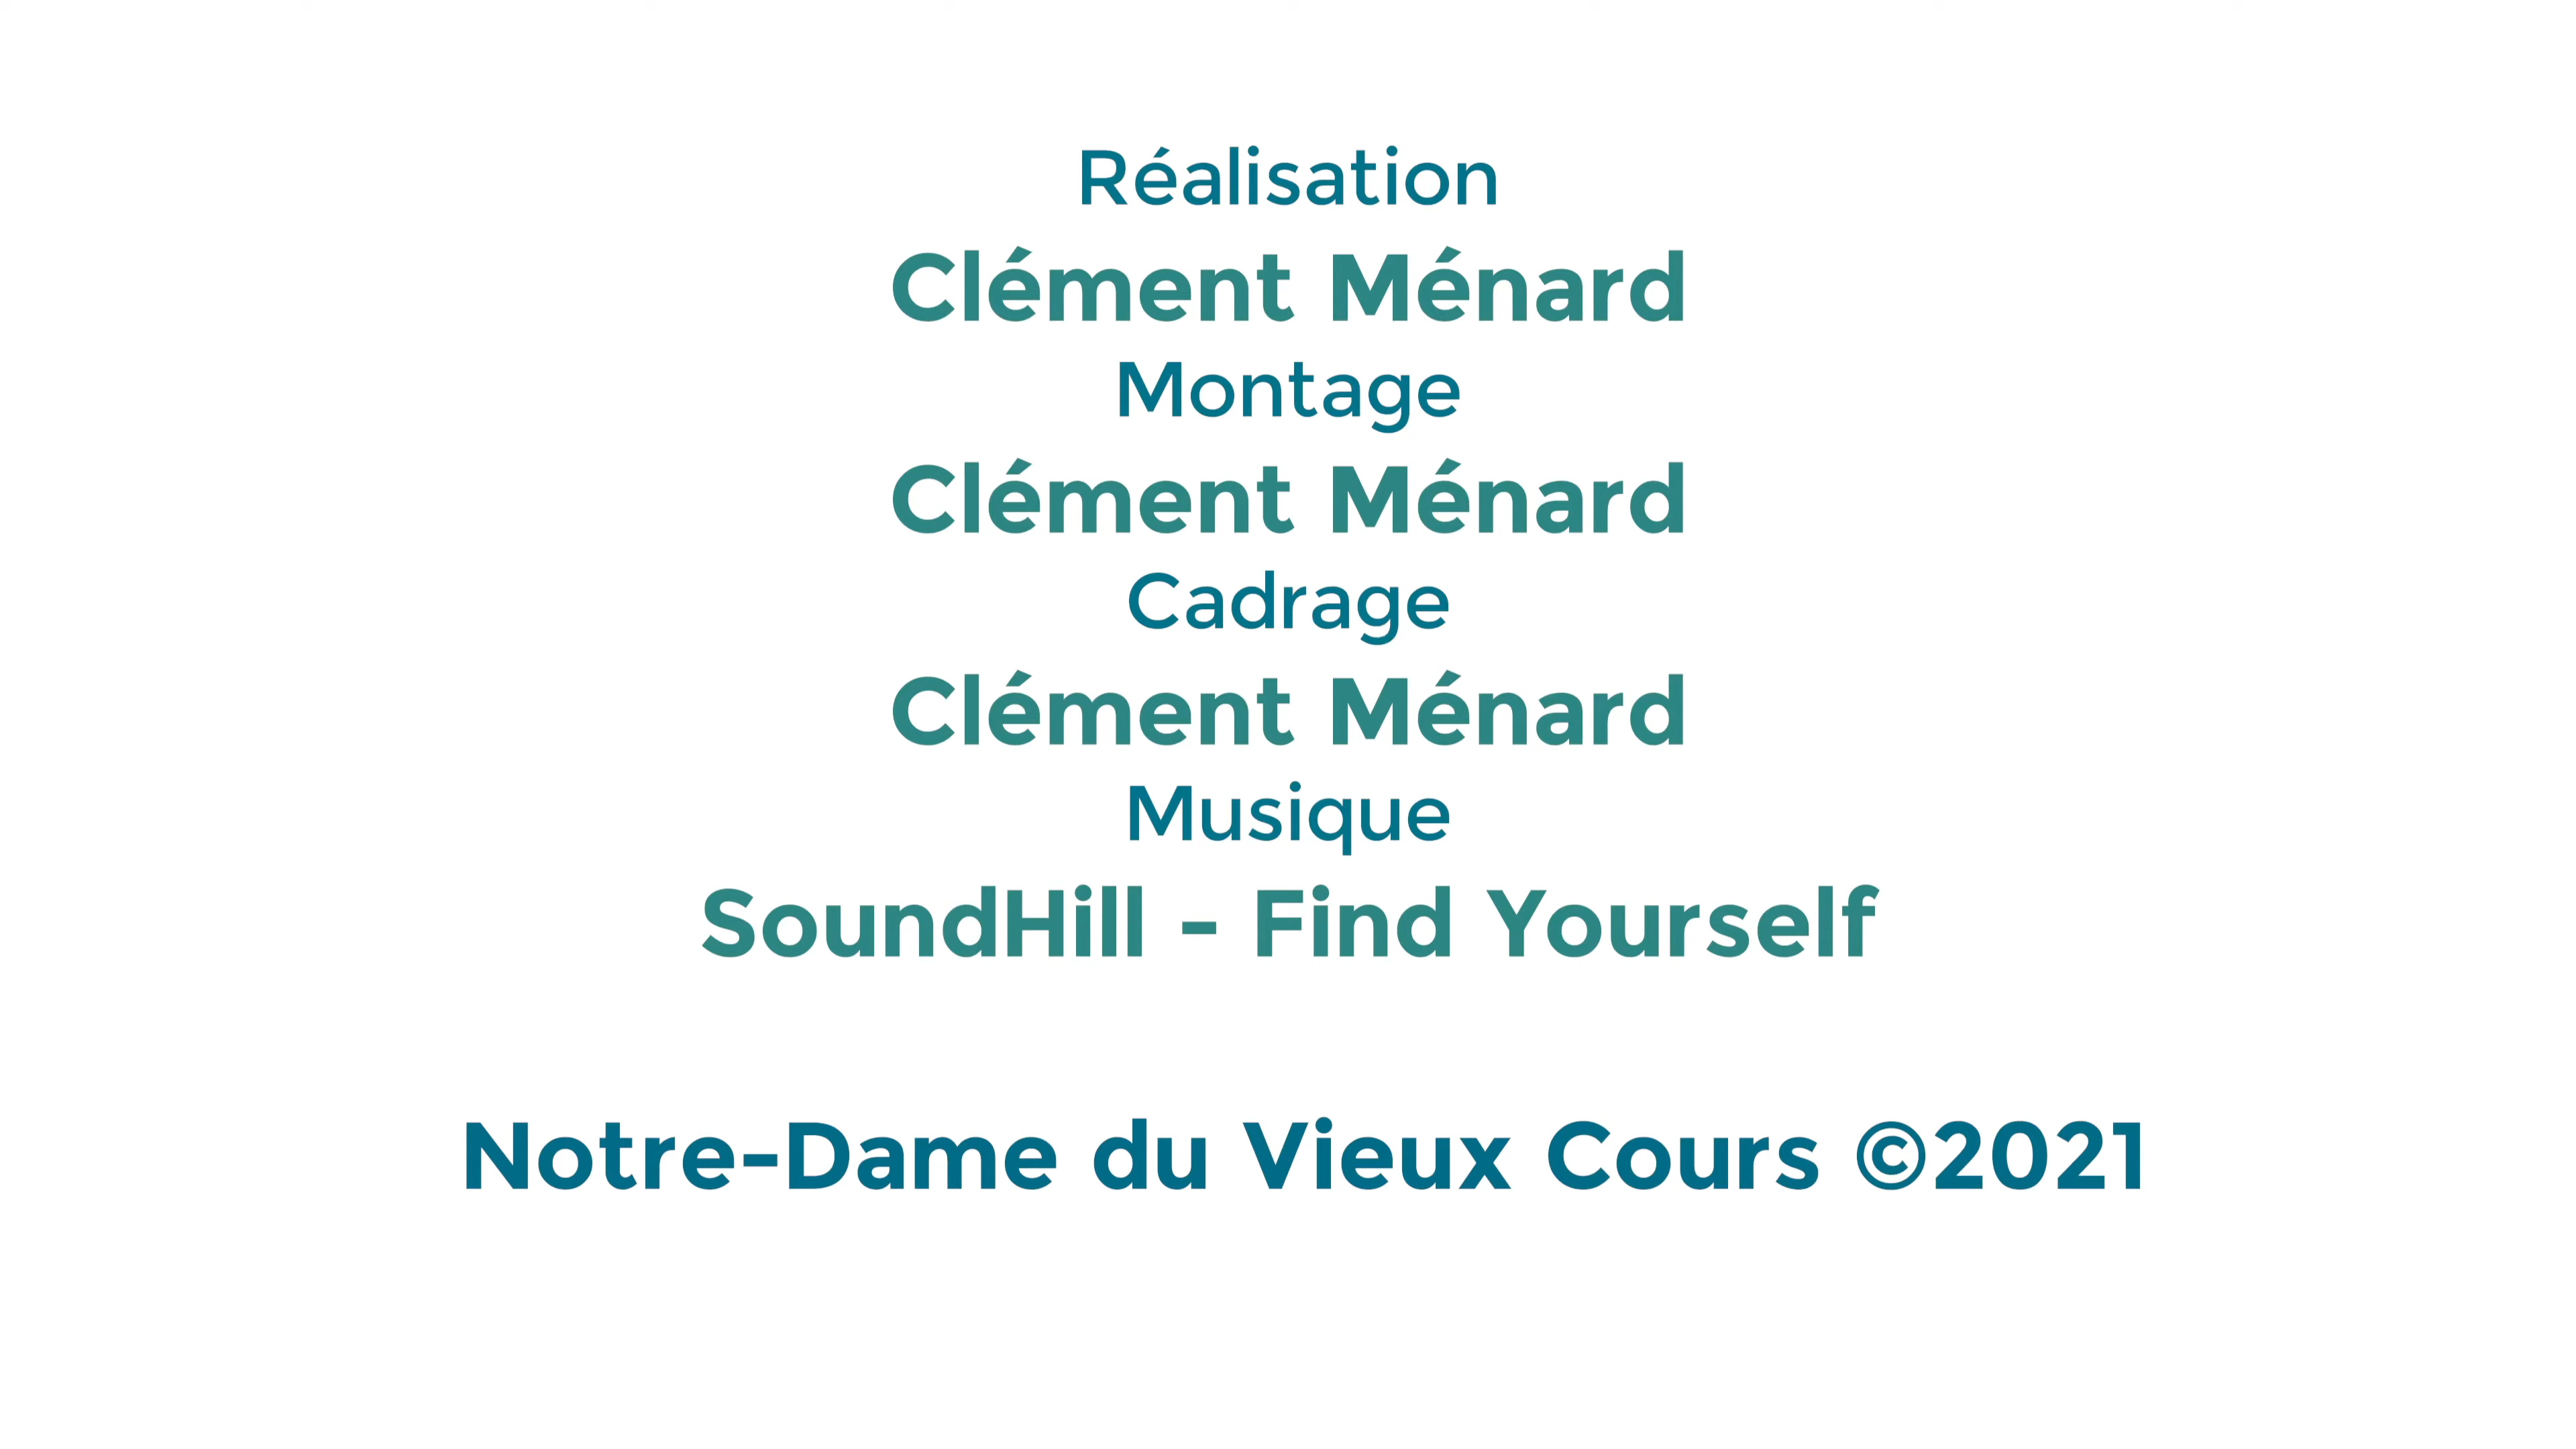 Réalisation
Clément Ménard
Montage
Clément Ménard
Cadrage
Clément Ménard
Musique
SoundHill - Find Yourself
Notre-Dame du Vieux Cours ©2021